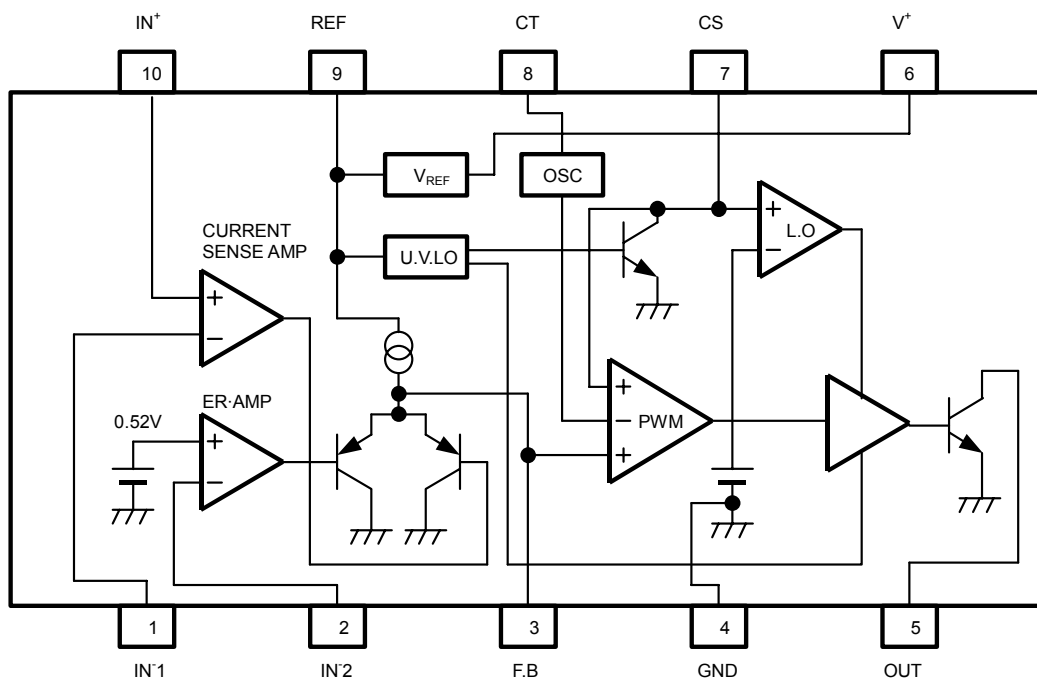 IN⁺ REF CT CS V⁺
10 9 8 7 6
V_REF OSC
CURRENT
SENSE AMP
U.V.LO
+
−
L.O
+
−
ER·AMP
0.52V
+
−
+
−
+
PWM
1 2 3 4 5
IN⁻1 IN⁻2 F.B GND OUT